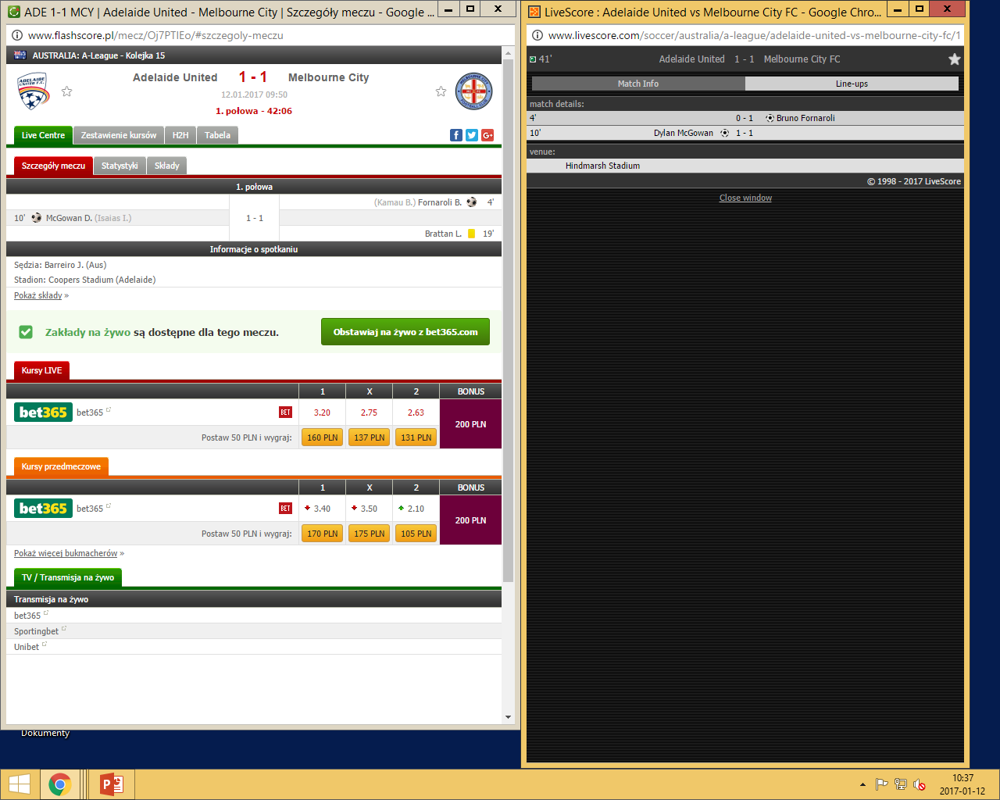 ADE 1-1 MCY | Adelaide United - Melbourne City | Szczegóły meczu - Google ...
www.flashscore.pl/mecz/Oj7PTIEo/#szczegoly-meczu
AUSTRALIA: A-League - Kolejka 15
Adelaide United 1 - 1 Melbourne City
12.01.2017 09:50
1. połowa - 42:06
Live Centre Zestawienie kursów H2H Tabela
Szczegóły meczu Statystyki Składy
1. połowa
(Kamau B.) Fornaroli B. 4'
10' McGowan D. (Isaias I.) 1 - 1
Brattan L. 19'
Informacje o spotkaniu
Sędzia: Barreiro J. (Aus)
Stadion: Coopers Stadium (Adelaide)
Pokaż składy »
Zakłady na żywo są dostępne dla tego meczu.
Obstawiaj na żywo z bet365.com
Kursy LIVE
1 X 2 BONUS
bet365 bet365 BET 3.20 2.75 2.63 200 PLN
Postaw 50 PLN i wygraj: 160 PLN 137 PLN 131 PLN
Kursy przedmeczowe
1 X 2 BONUS
bet365 bet365 BET 3.40 3.50 2.10 200 PLN
Postaw 50 PLN i wygraj: 170 PLN 175 PLN 105 PLN
Pokaż więcej bukmacherów »
TV / Transmisja na żywo
Transmisja na żywo
bet365
Sportingbet
Unibet
LiveScore : Adelaide United vs Melbourne City FC - Google Chro...
www.livescore.com/soccer/australia/a-league/adelaide-united-vs-melbourne-city-fc/1
41' Adelaide United 1 - 1 Melbourne City FC
Match Info Line-ups
match details:
4' 0 - 1 Bruno Fornaroli
10' Dylan McGowan 1 - 1
venue:
Hindmarsh Stadium
© 1998 - 2017 LiveScore
Close window
Dokumenty
10:37
2017-01-12